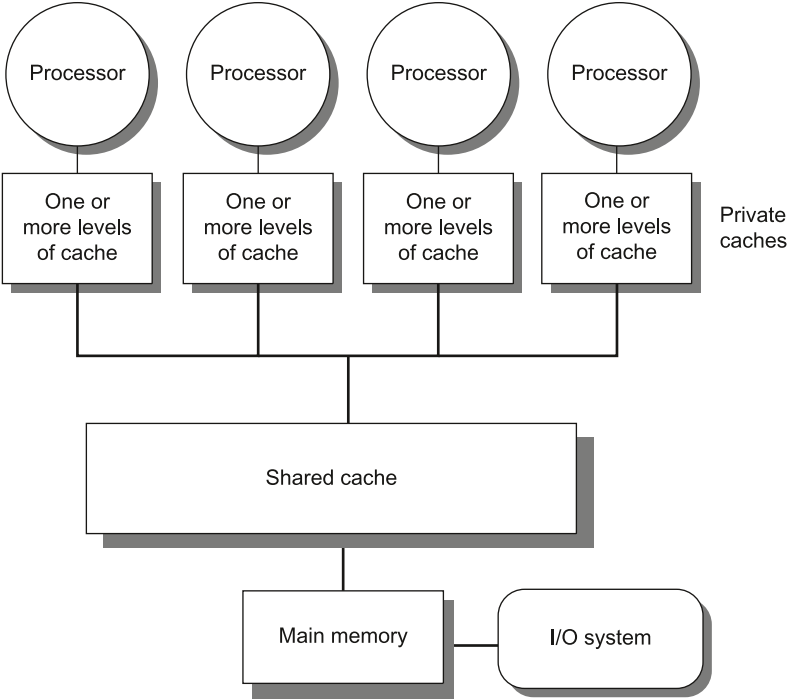 Processor
Processor
Processor
Processor
One or
more levels
of cache
One or
more levels
of cache
One or
more levels
of cache
One or
more levels
of cache
Private
caches
Shared cache
Main memory
I/O system